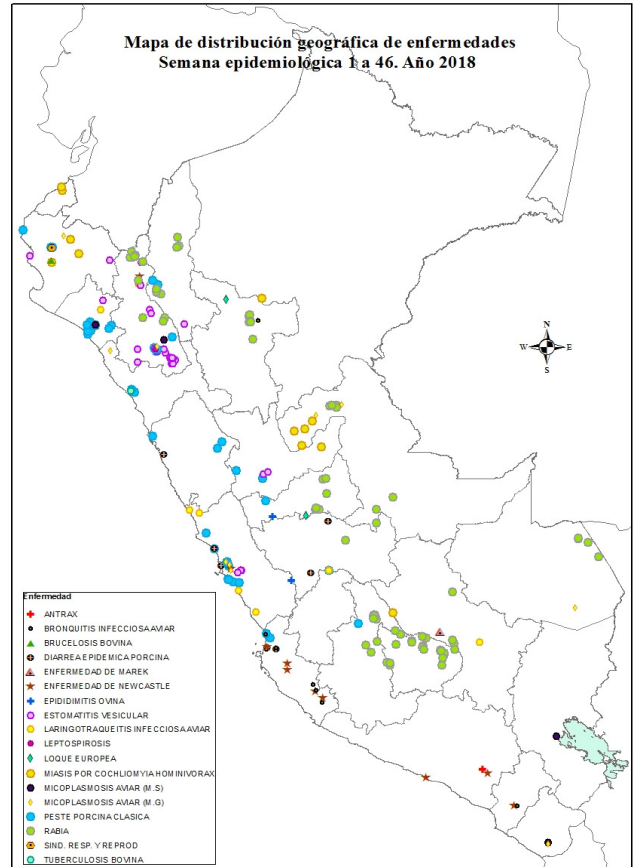 Mapa de distribución geográfica de enfermedades
Semana epidemiológica 1 a 46. Año 2018
N
W E
S
Enfermedad
ANTRAX
BRONQUITIS INFECCIOSA AVIAR
BRUCELOSIS BOVINA
DIARREA EPIDEMICA PORCINA
ENFERMEDAD DE MAREK
ENFERMEDAD DE NEWCASTLE
EPIDIDIMITIS OVINA
ESTOMATITIS VESICULAR
LARINGOTRAQUEITIS INFECCIOSA AVIAR
LEPTOSPIROSIS
LOQUE EUROPEA
MIASIS POR COCHLIOMYIA HOMINIVORAX
MICOPLASMOSIS AVIAR (M.S)
MICOPLASMOSIS AVIAR (M.G)
PESTE PORCINA CLASICA
RABIA
SIND. RESP. Y REPROD
TUBERCULOSIS BOVINA